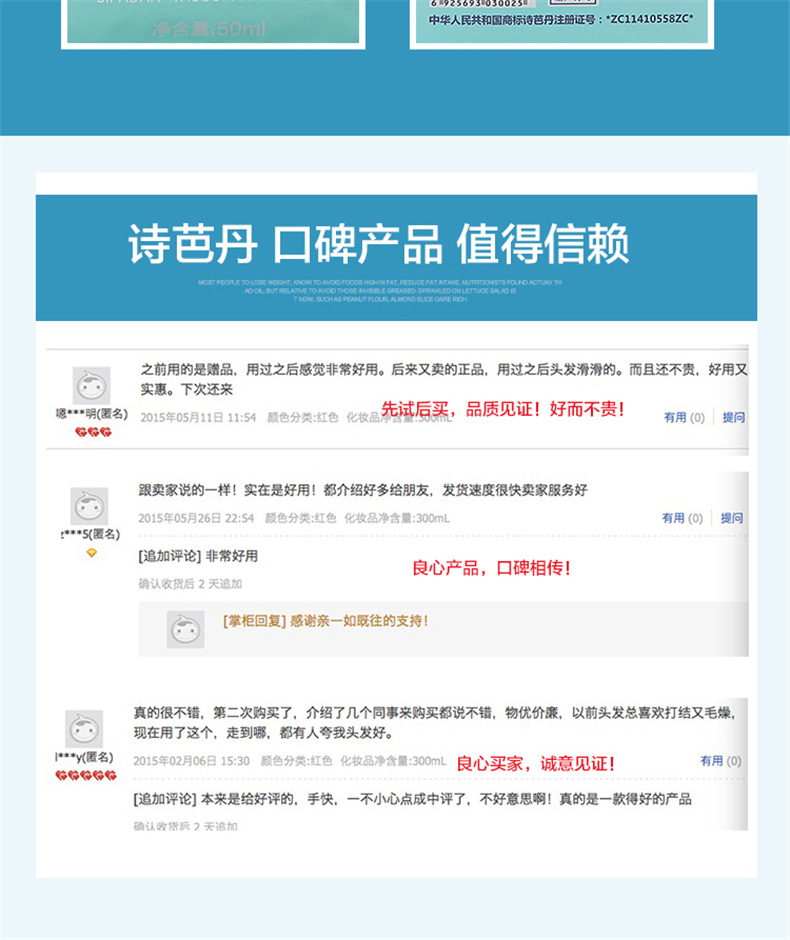 净含量:50ml
6 925693 030025
中华人民共和国商标诗芭丹注册证号：*ZC11410558ZC*
诗芭丹 口碑产品 值得信赖
MOST PEOPLE TO LOSE WEIGHT, KNOW TO AVOID FOODS HIGH IN FAT, REDUCE FAT INTAKE, NUTRITIONIST'S FOUND ACTUAY TH
AD OIL; BUT RELATIVE TO AVOID THOSE INVISIBLE GREASED: SPRINKLED ON LETTUCE SALAD IS
T NOW, SUCH AS PEANUT FLOUR, ALMOND SLICE OARE RICH
之前用的是赠品，用过之后感觉非常好用。后来又卖的正品，用过之后头发滑滑的。而且还不贵，好用又
实惠。下次还来
先试后买，品质见证！好而不贵！
嗯***明(匿名)
2015年05月11日 11:54 颜色分类:红色 化妆品净含量:300mL
有用 (0) 提问
跟卖家说的一样！实在是好用！都介绍好多给朋友，发货速度很快卖家服务好
2015年05月26日 22:54 颜色分类:红色 化妆品净含量:300mL
有用 (0) 提问
***5(匿名)
[追加评论] 非常好用
良心产品，口碑相传！
确认收货后 2 天追加
[掌柜回复] 感谢亲一如既往的支持！
真的很不错，第二次购买了，介绍了几个同事来购买都说不错，物优价廉，以前头发总喜欢打结又毛燥，
现在用了这个，走到哪，都有人夸我头发好。
l***y(匿名)
2015年02月06日 15:30 颜色分类:红色 化妆品净含量:300mL
良心买家，诚意见证！
有用 (0)
[追加评论] 本来是给好评的，手快，一不小心点成中评了，不好意思啊！真的是一款得好的产品
确认收货后 2 天追加